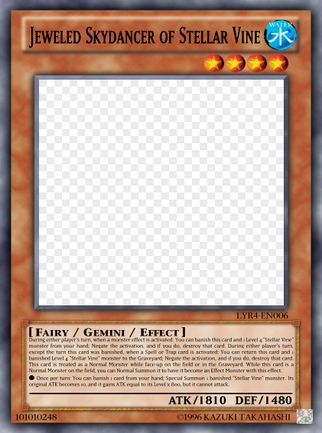 JEWELED SKYDANCER OF STELLAR VINE
WATER
水
LYR4-EN006
[ FAIRY / GEMINI / EFFECT ]
During either player's turn, when a monster effect is activated: You can banish this card and 1 Level 4 "Stellar Vine"
monster from your hand; Negate the activation, and if you do, destroy that card. During either player's turn,
except the turn this card was banished, when a Spell or Trap card is activated: You can return this card and 1
banished Level 4 "Stellar Vine" monster to the Graveyard; Negate the activation, and if you do, destroy that card.
This card is treated as a Normal Monster while face-up on the field or in the Graveyard. While this card is a
Normal Monster on the field, you can Normal Summon it to have it become an Effect Monster with this effect.
● Once per turn: You can banish 1 card from your hand; Special Summon 1 banished "Stellar Vine" monster. Its
original ATK becomes 10, and it gains ATK equal to its Level x 800, but it cannot attack.
ATK/1810 DEF/1480
101010248
©1996 KAZUKI TAKAHASHI